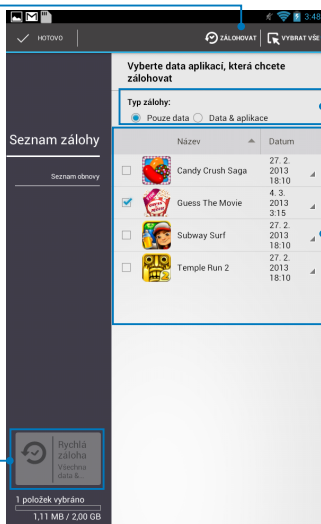 3:48
HOTOVO
ZÁLOHOVAT
VYBRAT VŠE
Vyberte data aplikací, která chcete
zálohovat
Typ zálohy:
Pouze data
Data & aplikace
Seznam zálohy
Seznam obnovy
Název
Datum
Candy Crush Saga
27. 2.
2013
18:10
Guess The Movie
4. 3.
2013
3:15
Subway Surf
27. 2.
2013
18:10
Temple Run 2
27. 2.
2013
18:10
Rychlá
záloha
Všechna
data &...
1 položek vybráno
1,11 MB / 2,00 GB